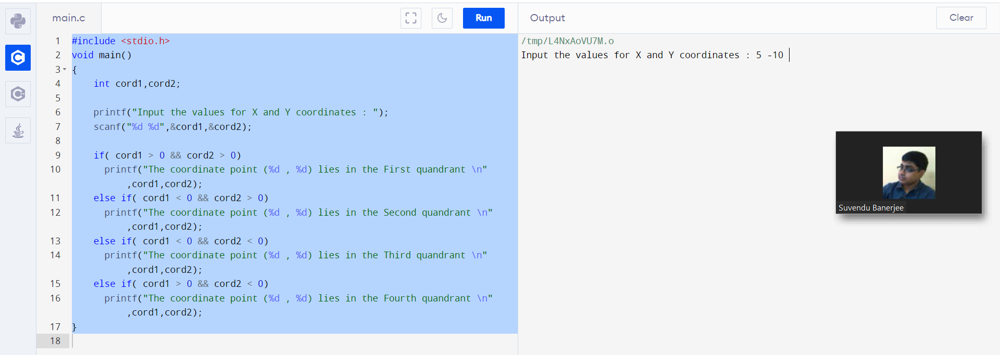 main.c
Run
Output
Clear
1 #include <stdio.h>
2 void main()
3 {
4     int cord1,cord2;
5
6     printf("Input the values for X and Y coordinates : ");
7     scanf("%d %d",&cord1,&cord2);
8
9     if( cord1 > 0 && cord2 > 0)
10       printf("The coordinate point (%d , %d) lies in the First quandrant \n"
          ,cord1,cord2);
11    else if( cord1 < 0 && cord2 > 0)
12      printf("The coordinate point (%d , %d) lies in the Second quandrant \n"
          ,cord1,cord2);
13    else if( cord1 < 0 && cord2 < 0)
14      printf("The coordinate point (%d , %d) lies in the Third quandrant \n"
          ,cord1,cord2);
15    else if( cord1 > 0 && cord2 < 0)
16      printf("The coordinate point (%d , %d) lies in the Fourth quandrant \n"
          ,cord1,cord2);
17 }
18
/tmp/L4NxAoVU7M.o
Input the values for X and Y coordinates : 5 -10
Suvendu Banerjee